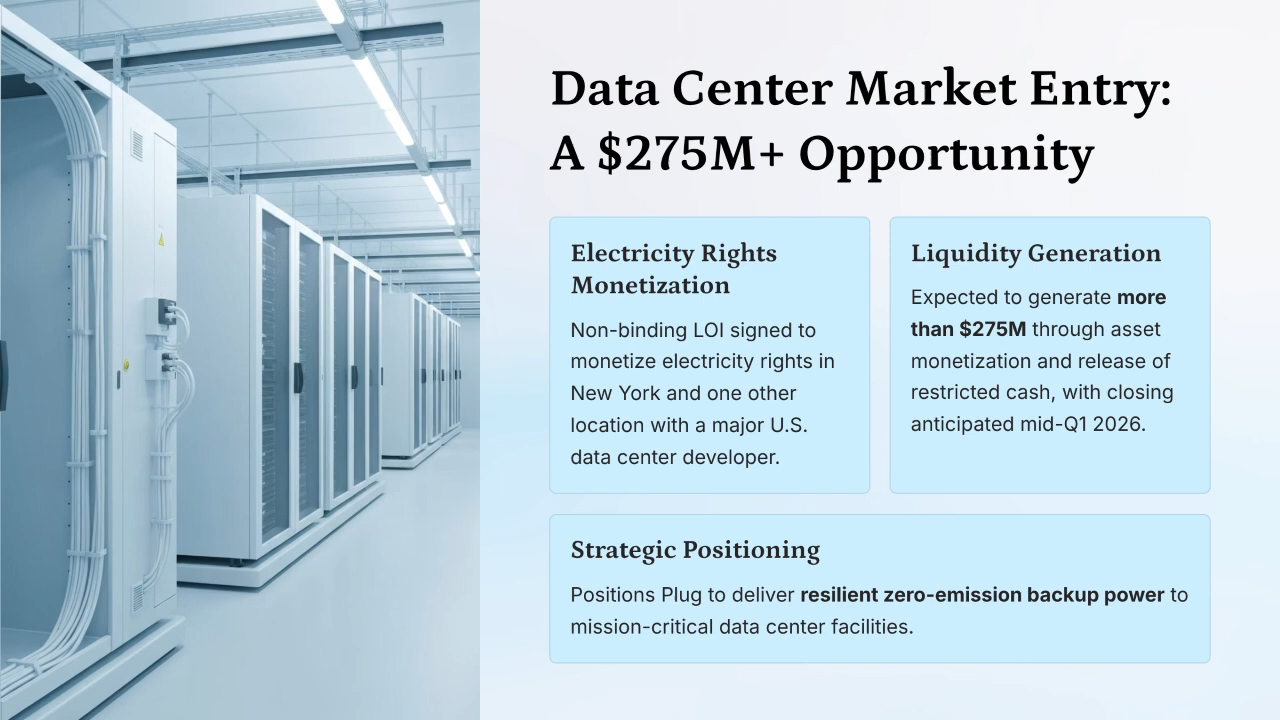 Data Center Market Entry:
A $275M+ Opportunity
Electricity Rights
Monetization
Non-binding LOI signed to
monetize electricity rights in
New York and one other
location with a major U.S.
data center developer.
Liquidity Generation
Expected to generate more
than $275M through asset
monetization and release of
restricted cash, with closing
anticipated mid-Q1 2026.
Strategic Positioning
Positions Plug to deliver resilient zero-emission backup power to
mission-critical data center facilities.